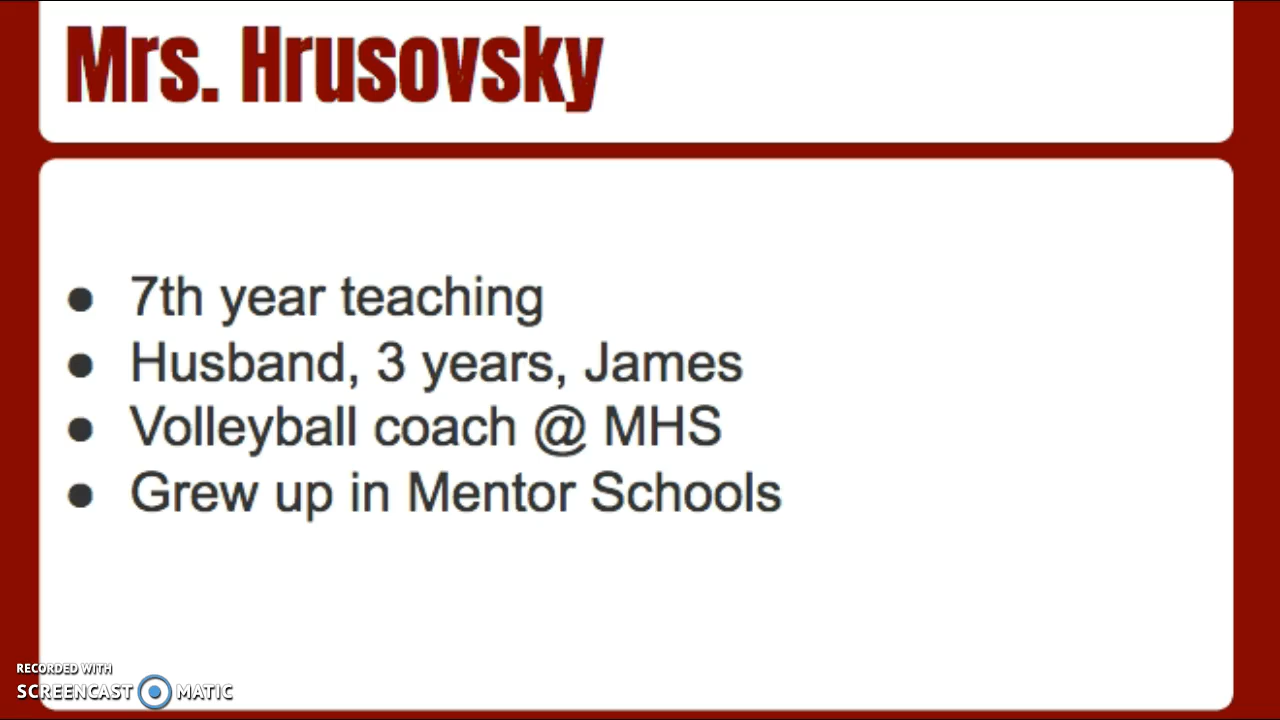 Mrs. Hrusovsky
● 7th year teaching
● Husband, 3 years, James
● Volleyball coach @ MHS
● Grew up in Mentor Schools
RECORDED WITH
SCREENCAST MATIC